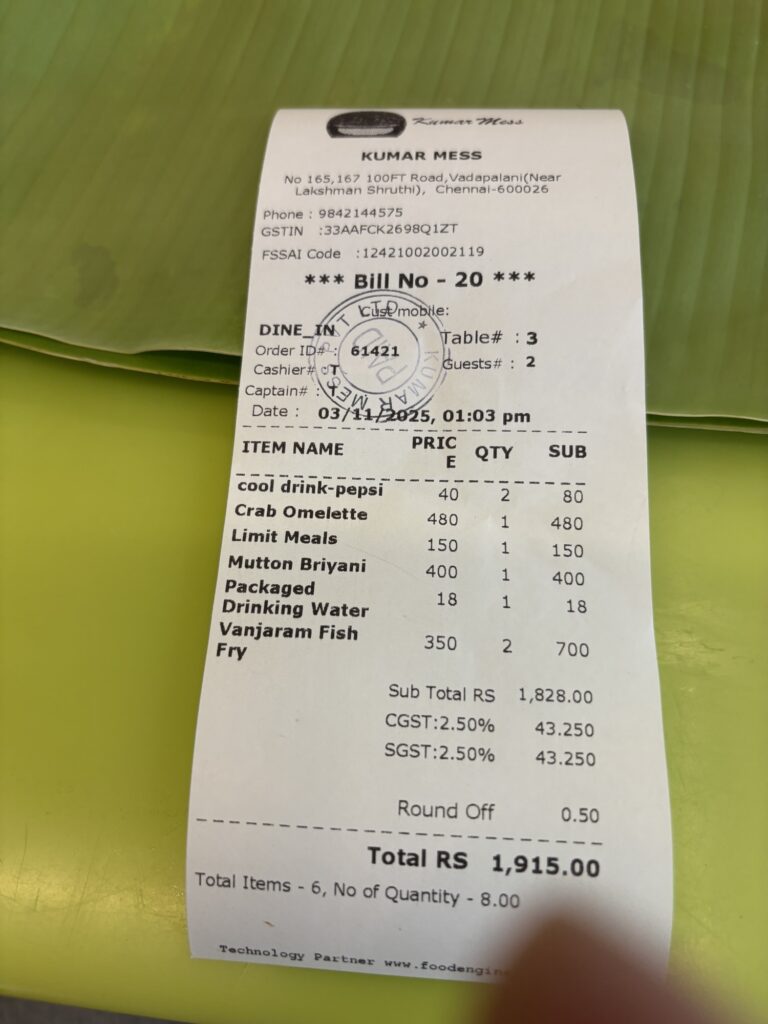 Kumar Mess
KUMAR MESS
No 165,167 100FT Road,Vadapalani(Near
Lakshman Shruthi), Chennai-600026
Phone : 9842144575
GSTIN :33AAFCK2698Q1ZT
FSSAI Code :12421002002119
*** Bill No - 20 ***
Cust mobile:
DINE_IN
Table# : 3
Order ID# : 61421
Guests# : 2
Cashier# : T
Captain# :
Date : 03/11/2025, 01:03 pm
KUMAR MESS PVT LTD
PAID
ITEM NAME PRIC QTY SUB
E
cool drink-pepsi 40 2 80
Crab Omelette 480 1 480
Limit Meals 150 1 150
Mutton Briyani 400 1 400
Packaged 18 1 18
Drinking Water
Vanjaram Fish 350 2 700
Fry
Sub Total RS 1,828.00
CGST:2.50% 43.250
SGST:2.50% 43.250
Round Off 0.50
Total RS 1,915.00
Total Items - 6, No of Quantity - 8.00
Technology Partner